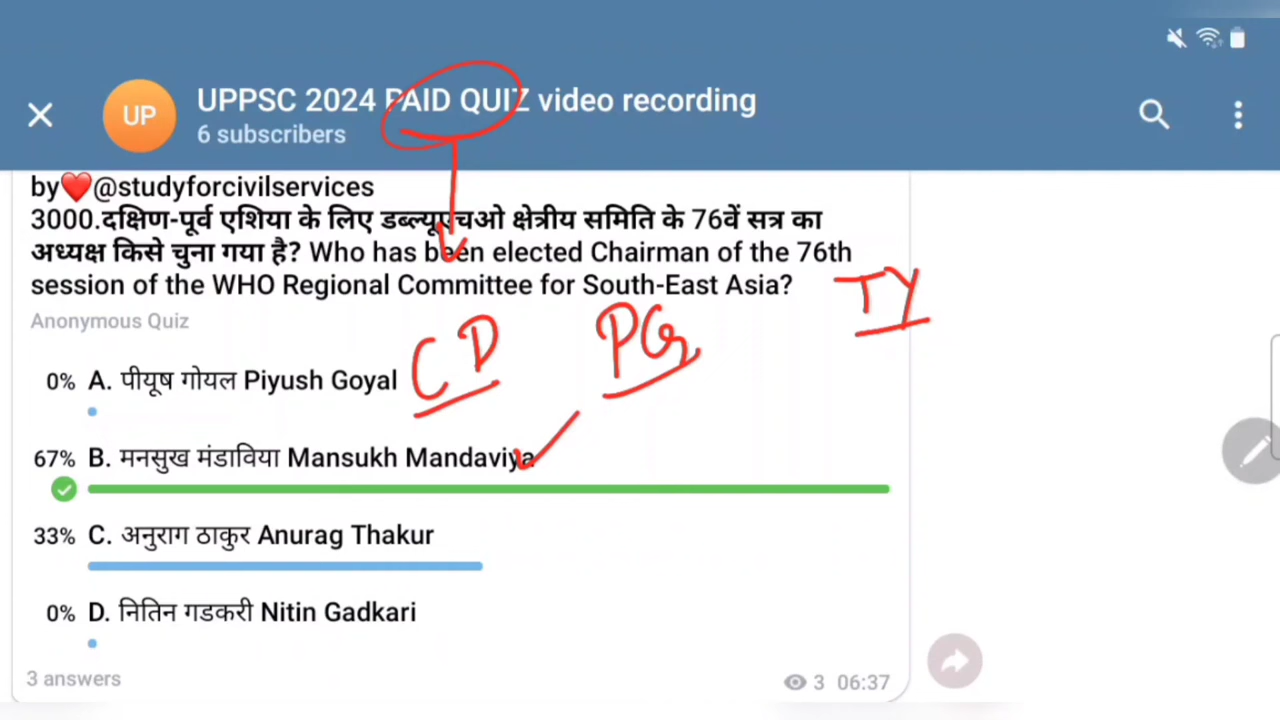 UP
UPPSC 2024 PAID QUIZ video recording
6 subscribers
by❤️@studyforcivilservices
3000.दक्षिण-पूर्व एशिया के लिए डब्ल्यूएचओ क्षेत्रीय समिति के 76वें सत्र का
अध्यक्ष किसे चुना गया है? Who has been elected Chairman of the 76th
session of the WHO Regional Committee for South-East Asia?
TY
Anonymous Quiz
CD
PG
0% A. पीयूष गोयल Piyush Goyal
67% B. मनसुख मंडाविया Mansukh Mandaviya
33% C. अनुराग ठाकुर Anurag Thakur
0% D. नितिन गडकरी Nitin Gadkari
3 answers
3 06:37